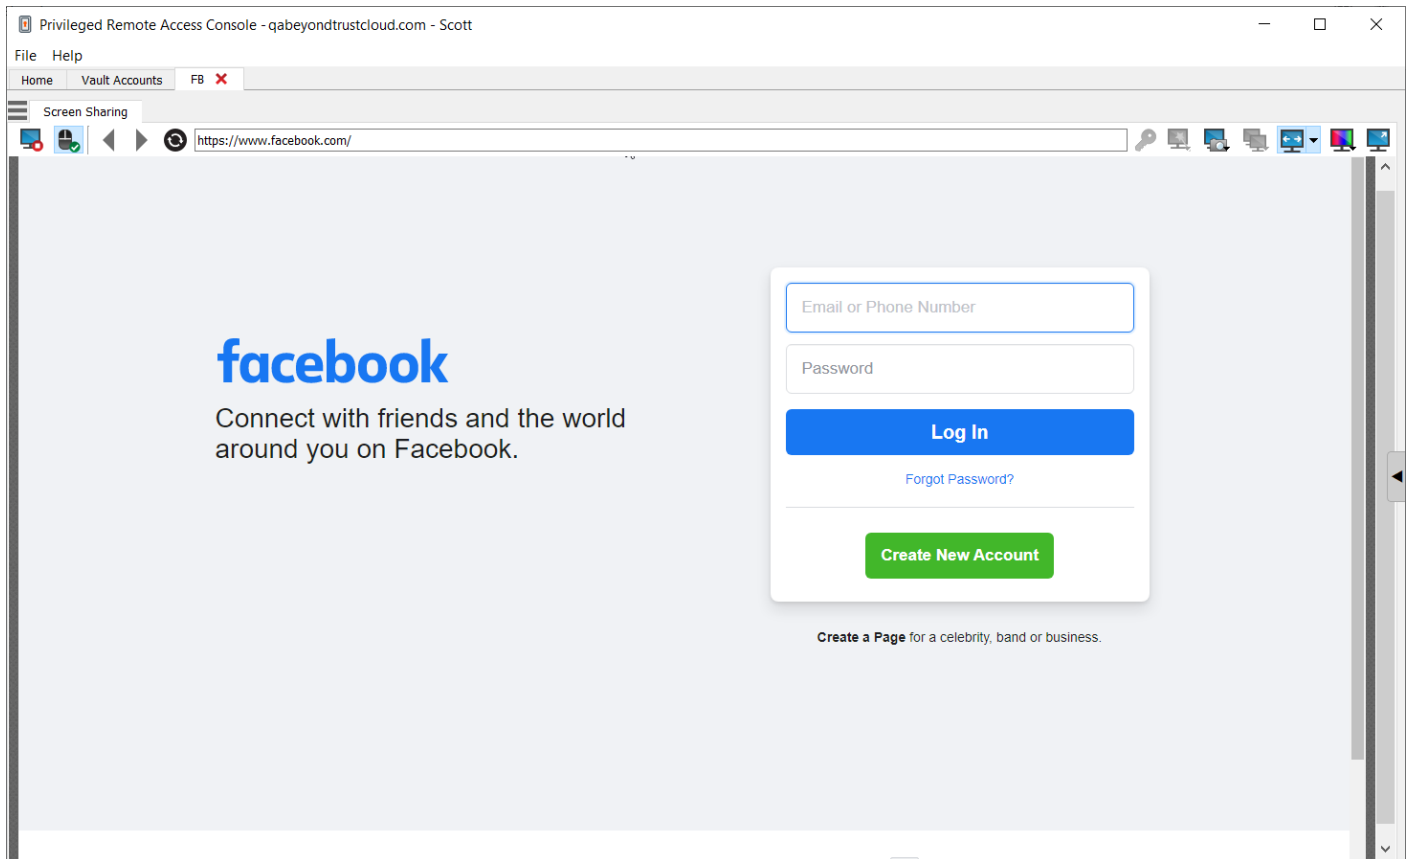 Privileged Remote Access Console - qabeyondtrustcloud.com - Scott
File Help
Home Vault Accounts FB
Screen Sharing
https://www.facebook.com/
Email or Phone Number
facebook
Password
Connect with friends and the world
around you on Facebook.
Log In
Forgot Password?
Create New Account
Create a Page for a celebrity, band or business.